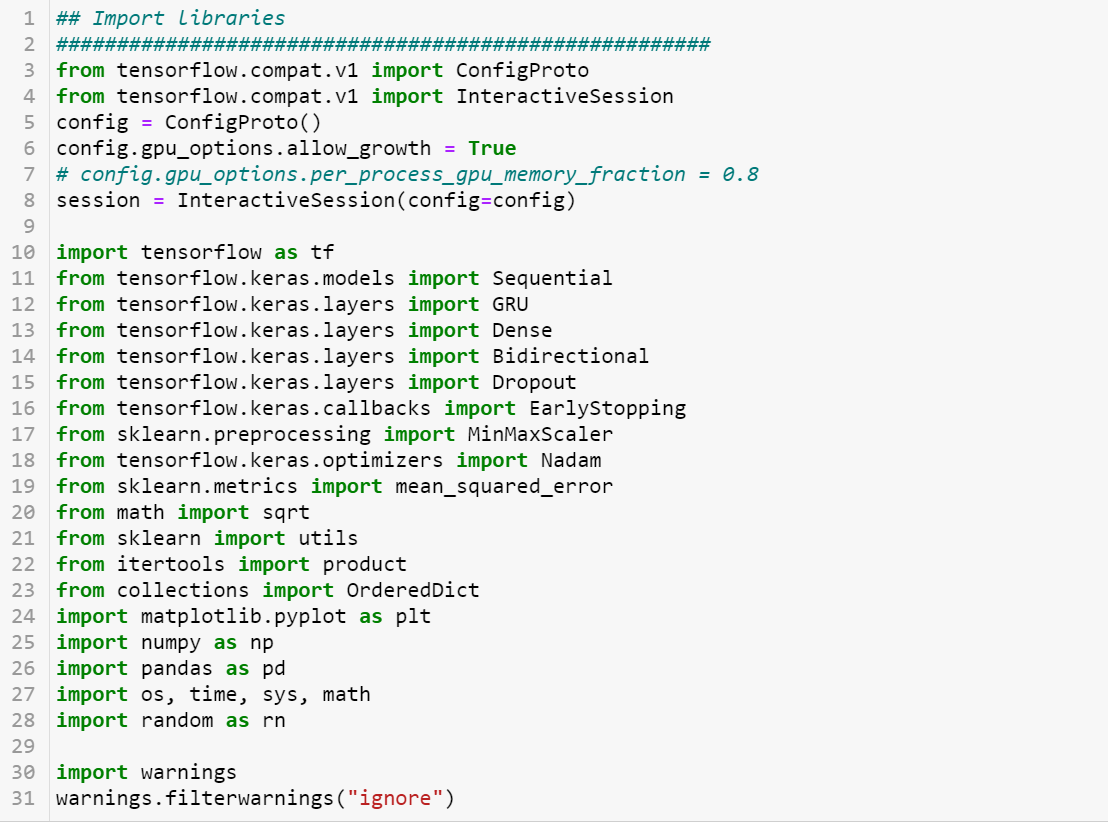 1 ## Import libraries
2 ######################################################
3 from tensorflow.compat.v1 import ConfigProto
4 from tensorflow.compat.v1 import InteractiveSession
5 config = ConfigProto()
6 config.gpu_options.allow_growth = True
7 # config.gpu_options.per_process_gpu_memory_fraction = 0.8
8 session = InteractiveSession(config=config)
9
10 import tensorflow as tf
11 from tensorflow.keras.models import Sequential
12 from tensorflow.keras.layers import GRU
13 from tensorflow.keras.layers import Dense
14 from tensorflow.keras.layers import Bidirectional
15 from tensorflow.keras.layers import Dropout
16 from tensorflow.keras.callbacks import EarlyStopping
17 from sklearn.preprocessing import MinMaxScaler
18 from tensorflow.keras.optimizers import Nadam
19 from sklearn.metrics import mean_squared_error
20 from math import sqrt
21 from sklearn import utils
22 from itertools import product
23 from collections import OrderedDict
24 import matplotlib.pyplot as plt
25 import numpy as np
26 import pandas as pd
27 import os, time, sys, math
28 import random as rn
29
30 import warnings
31 warnings.filterwarnings("ignore")